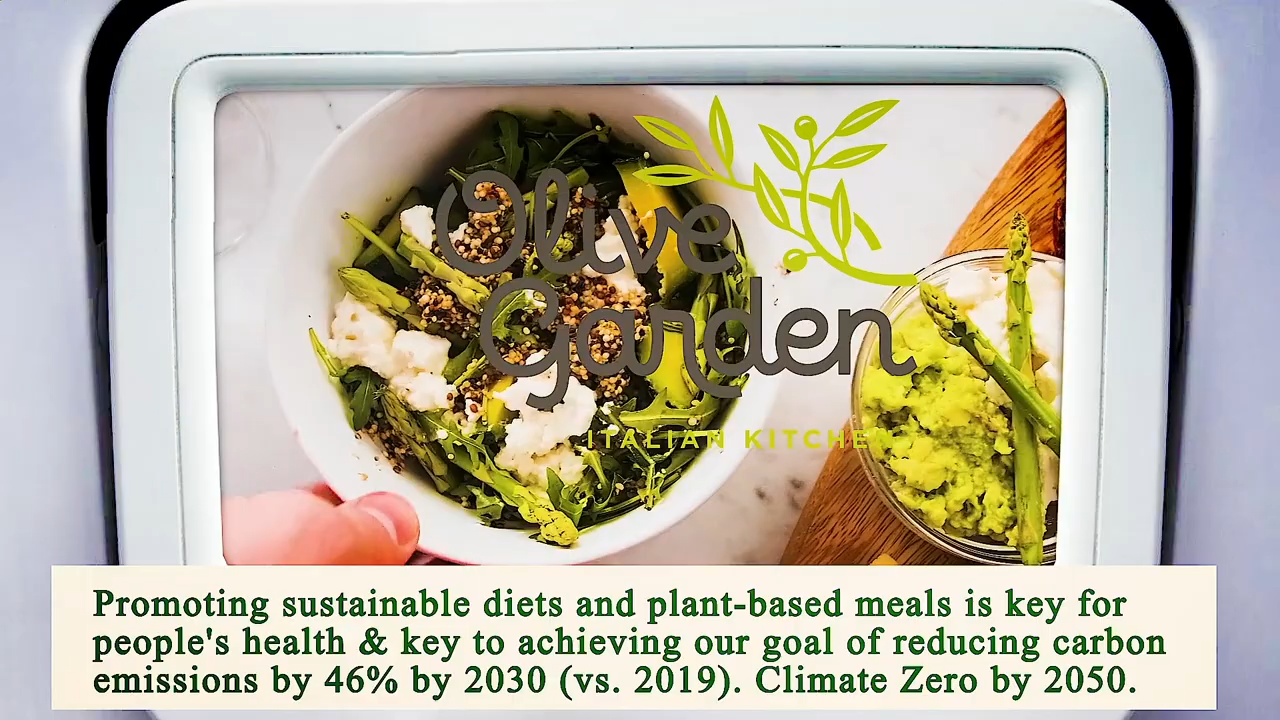 Olive
Garden
ITALIAN KITCHEN
Promoting sustainable diets and plant-based meals is key for
people's health & key to achieving our goal of reducing carbon
emissions by 46% by 2030 (vs. 2019). Climate Zero by 2050.